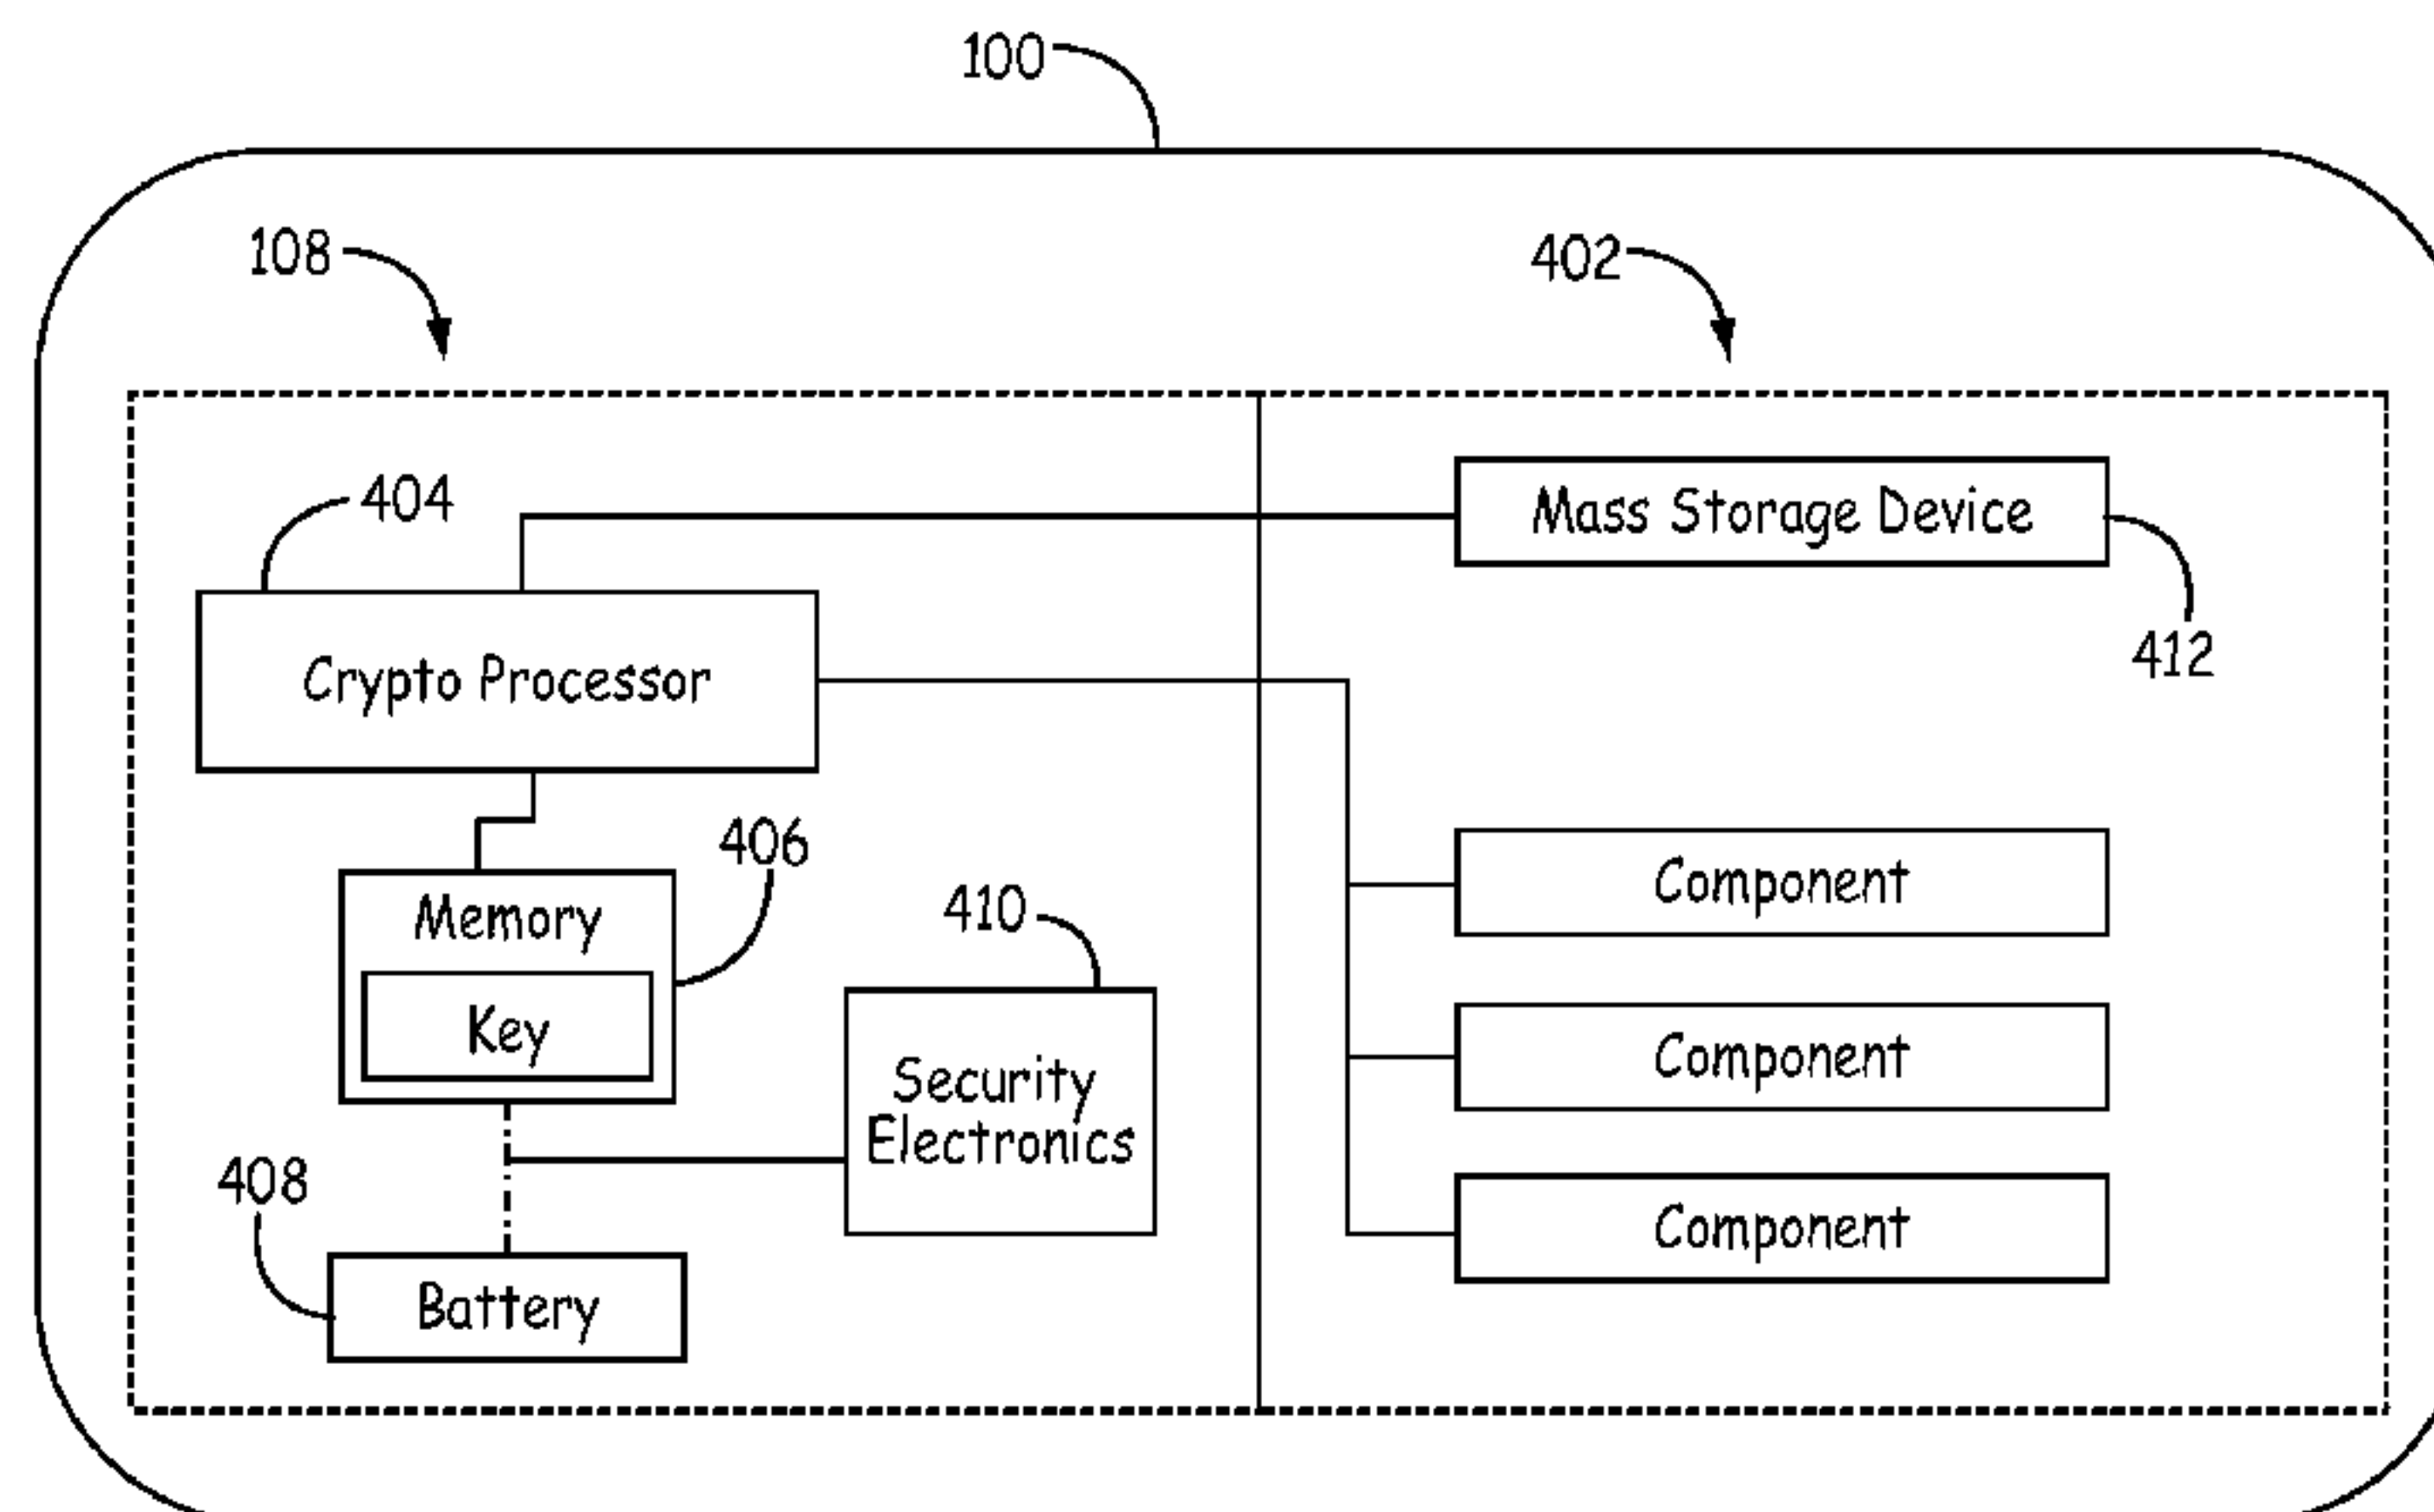 100
108
402
404
Mass Storage Device
412
Crypto Processor
406
Memory
Key
410
Security
Electronics
Component
Component
Component
408
Battery